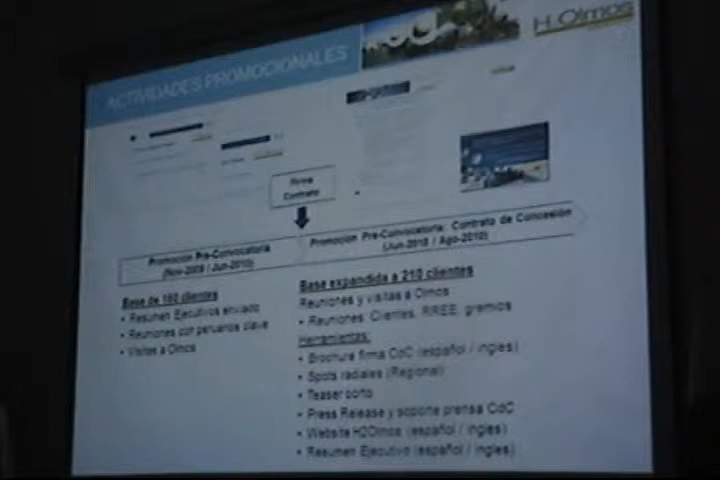 H Olmos
ACTIVIDADES PROMOCIONALES
Firma
Contrato
Promoción Pre-Convocatoria
(Nov-2009 / Jun-2010)
Promoción Pre-Convocatoria: Contrato de Concesión
(Jun-2010 / Ago-2010)
Base de 160 clientes
• Resumen Ejecutivo enviado
• Reuniones con peruanos clave
• Visitas a Olmos
Base expandida a 210 clientes
Reuniones y visitas a Olmos
• Reuniones: Clientes, RREE, gremios
Herramientas:
• Brochure firma CdC (español / ingles)
• Spots radiales (Regional)
• Teaser corto
• Press Release y soporte prensa CdC
• Website H2Olmos (español / ingles)
• Resumen Ejecutivo (español / ingles)